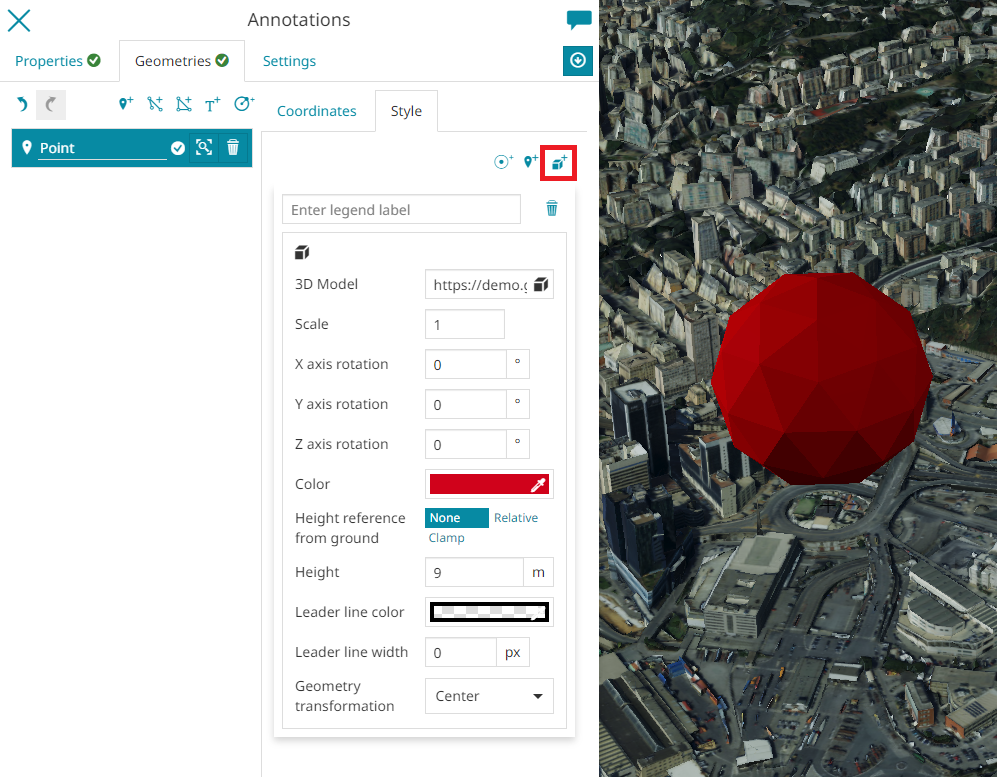 Annotations
Properties
Geometries
Settings
T+
Coordinates
Style
Point
Enter legend label
3D Model
https://demo.g
Scale
1
X axis rotation
0
°
Y axis rotation
0
°
Z axis rotation
0
°
Color
Height reference
from ground
None
Relative
Clamp
Height
9
m
Leader line color
Leader line width
0
px
Geometry
transformation
Center